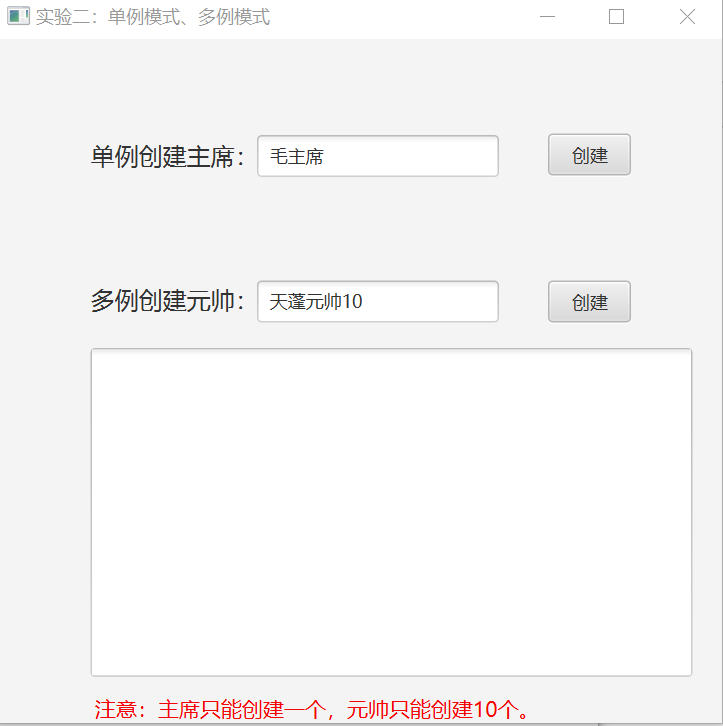 实验二：单例模式、多例模式
单例创建主席： 毛主席 创建
多例创建元帅： 天蓬元帅10 创建
注意：主席只能创建一个，元帅只能创建10个。